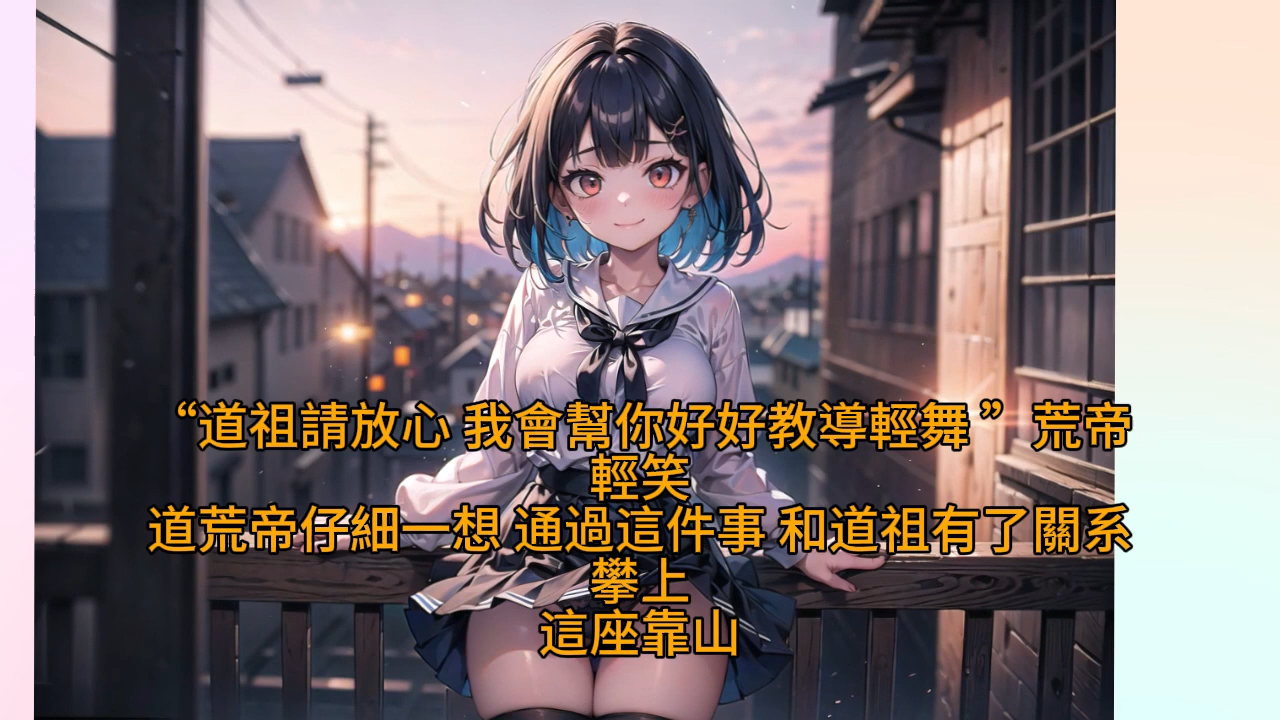 “道祖請放心 我會幫你好好教導輕舞 ” 荒帝
輕笑
道荒帝仔細一想 通過這件事 和道祖有了關系
攀上
這座靠山